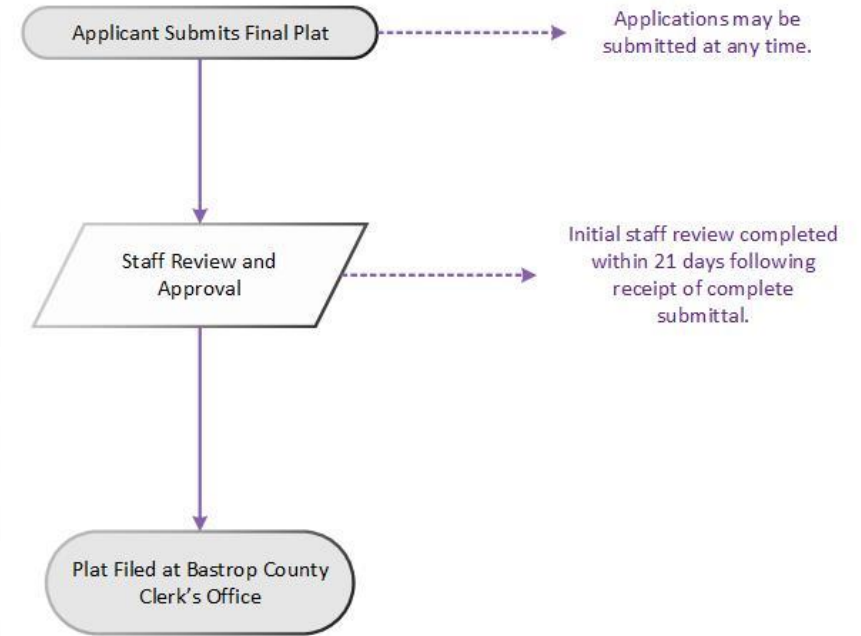 Applicant Submits Final Plat
Applications may be
submitted at any time.
Staff Review and
Approval
Initial staff review completed
within 21 days following
receipt of complete
submittal.
Plat Filed at Bastrop County
Clerk's Office